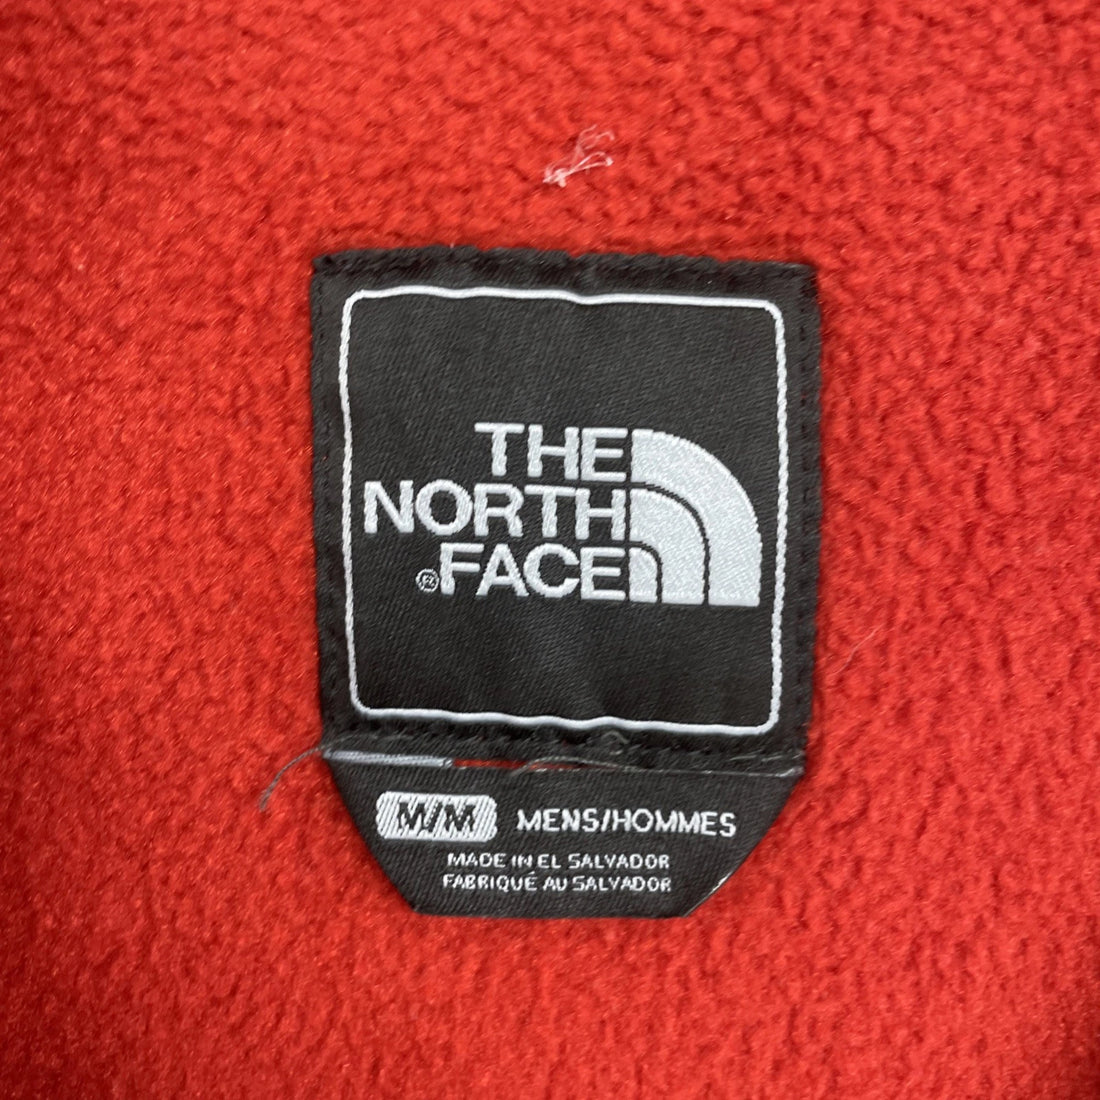 THE
NORTH
®FACE
M/M MENS/HOMMES
MADE IN EL SALVADOR
FABRIQUÉ AU SALVADOR